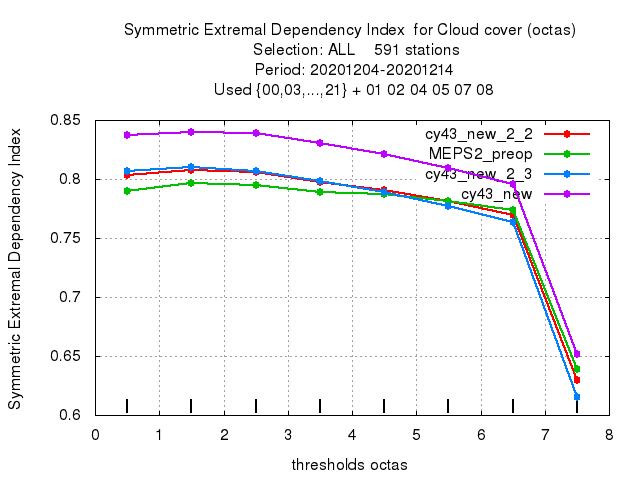 Symmetric Extremal Dependency Index  for Cloud cover (octas)
Selection: ALL    591 stations
Period: 20201204-20201214
Used {00,03,...,21} + 01 02 04 05 07 08
Symmetric Extremal Dependency Index
0.85
0.8
0.75
0.7
0.65
0.6
cy43_new_2_2
MEPS2_preop
cy43_new_2_3
cy43_new
0 1 2 3 4 5 6 7 8
thresholds octas